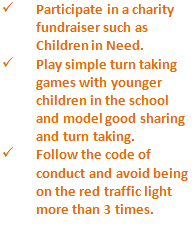 ✓ Participate in a charity
fundraiser such as
Children in Need.
✓ Play simple turn taking
games with younger
children in the school
and model good sharing
and turn taking.
✓ Follow the code of
conduct and avoid being
on the red traffic light
more than 3 times.